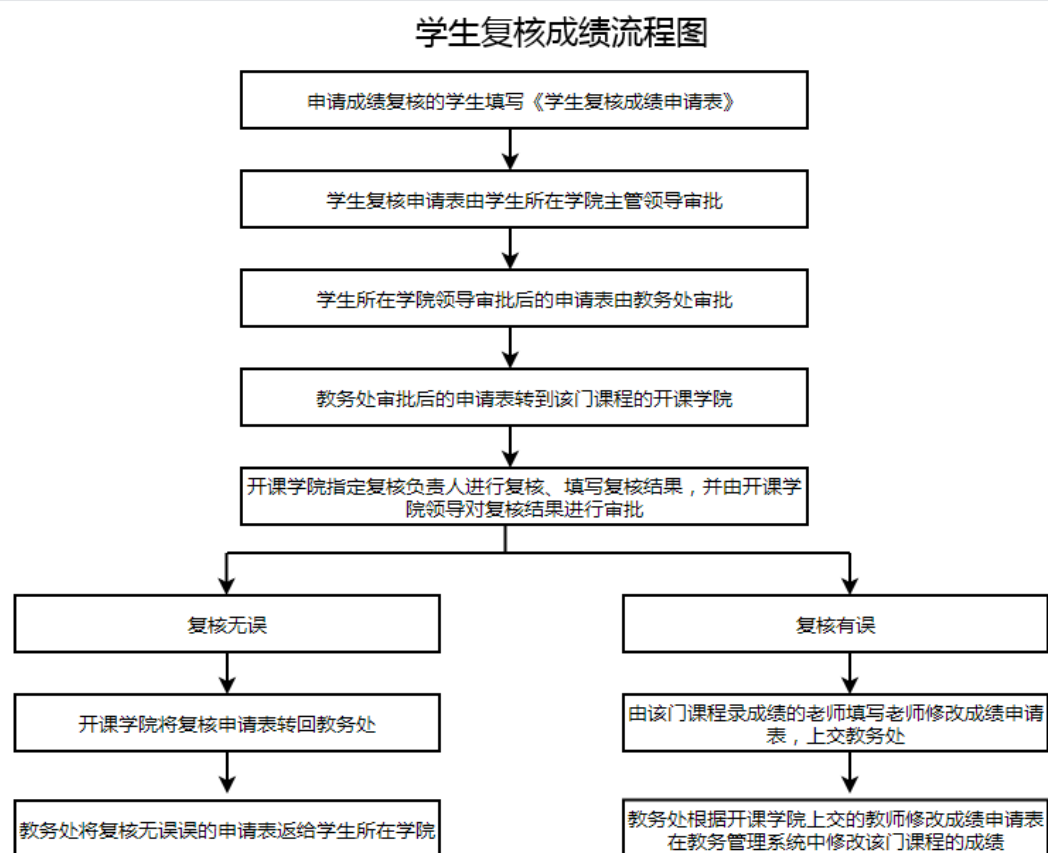 学生复核成绩流程图
申请成绩复核的学生填写《学生复核成绩申请表》
学生复核申请表由学生所在学院主管领导审批
学生所在学院领导审批后的申请表由教务处审批
教务处审批后的申请表转到该门课程的开课学院
开课学院指定复核负责人进行复核、填写复核结果，并由开课学
院领导对复核结果进行审批
复核无误
复核有误
开课学院将复核申请表转回教务处
由该门课程录成绩的老师填写老师修改成绩申请
表，上交教务处
教务处将复核无误误的申请表返给学生所在学院
教务处根据开课学院上交的教师修改成绩申请表
在教务管理系统中修改该门课程的成绩